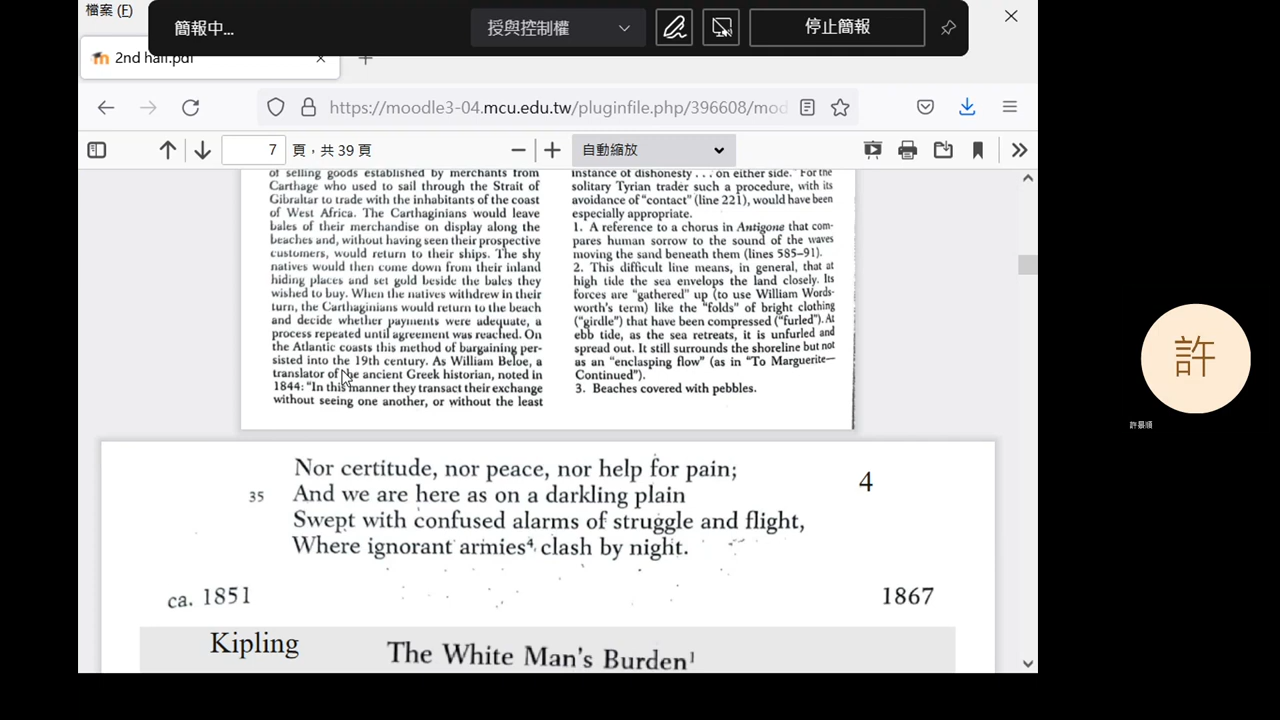 檔案 (F)
簡報中...
授與控制權
停止簡報
2nd half.pdf
https://moodle3-04.mcu.edu.tw/pluginfile.php/396608/mod
7 頁，共 39 頁
自動縮放
of selling goods established by merchants from
Carthage who used to sail through the Strait of
Gibraltar to trade with the inhabitants of the coast
of West Africa. The Carthaginians would leave
bales of their merchandise on display along the
beaches and, without having seen their prospective
customers, would return to their ships. The shy
natives would then come down from their inland
hiding places and set gold beside the bales they
wished to buy. When the natives withdrew in their
turn, the Carthaginians would return to the beach
and decide whether payments were adequate, a
process repeated until agreement was reached. On
the Atlantic coasts this method of bargaining per-
sisted into the 19th century. As William Beloe, a
translator of the ancient Greek historian, noted in
1844: "In this manner they transact their exchange
without seeing one another, or without the least
instance of dishonesty . . . on either side." For the
solitary Tyrian trader such a procedure, with its
avoidance of "contact" (line 221), would have been
especially appropriate.
1. A reference to a chorus in Antigone that com-
pares human sorrow to the sound of the waves
moving the sand beneath them (lines 585–91).
2. This difficult line means, in general, that at
high tide the sea envelops the land closely. Its
forces are "gathered" up (to use William Words-
worth's term) like the "folds" of bright clothing
("girdle") that have been compressed ("furled"). At
ebb tide, as the sea retreats, it is unfurled and
spread out. It still surrounds the shoreline but not
as an "enclasping flow" (as in "To Marguerite—
Continued").
3. Beaches covered with pebbles.
Nor certitude, nor peace, nor help for pain;
4
35 And we are here as on a darkling plain
Swept with confused alarms of struggle and flight,
Where ignorant armies⁴ clash by night.
ca. 1851
1867
Kipling
The White Man's Burden¹
許
許景順